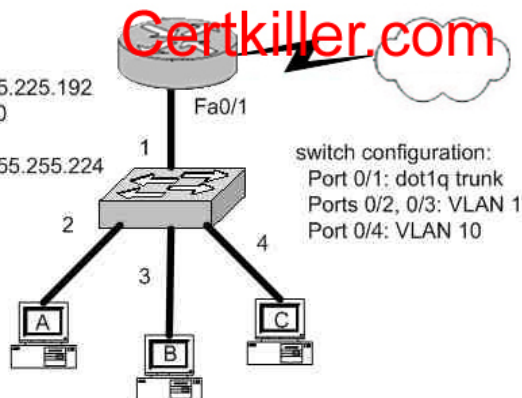 Certkiller.com
5.225.192
0
Fa0/1
55.255.224
1
switch configuration:
Port 0/1: dot1q trunk
Ports 0/2, 0/3: VLAN 1
Port 0/4: VLAN 10
2
3
4
A
B
C